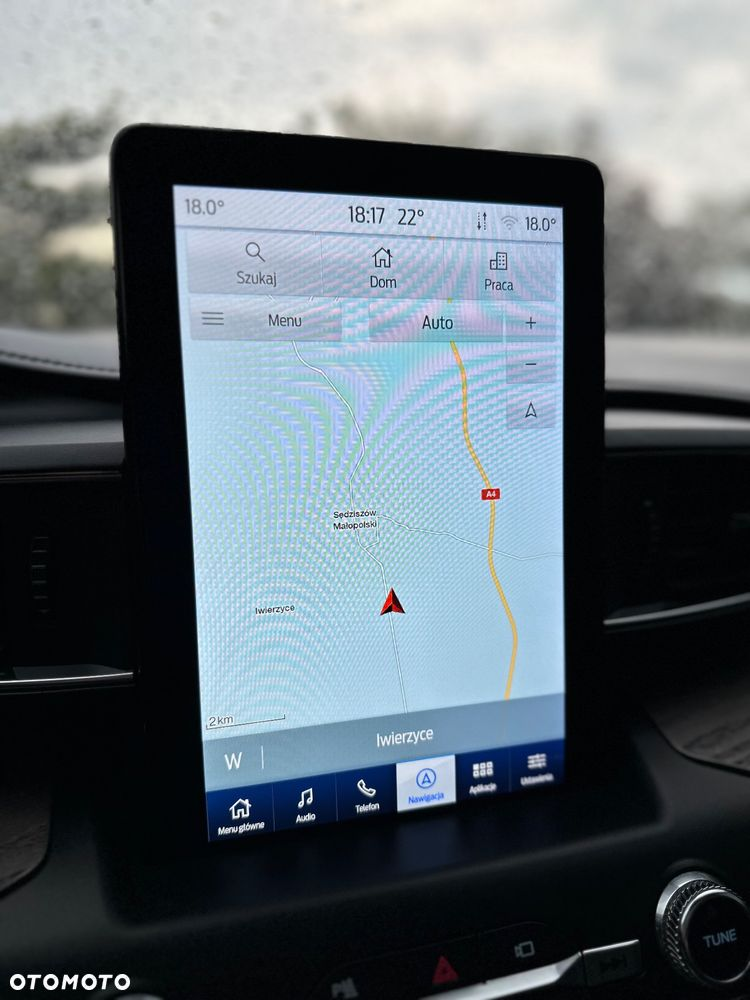 18.0°
18:17 22°
18.0°
Szukaj
Dom
Praca
Menu
Auto
+
−
A4
Sędziszów
Małopolski
Iwierzyce
2 km
W
Iwierzyce
Menu główne
Audio
Telefon
Nawigacja
Aplikacje
Ustawienia
TUNE
OTOMOTO